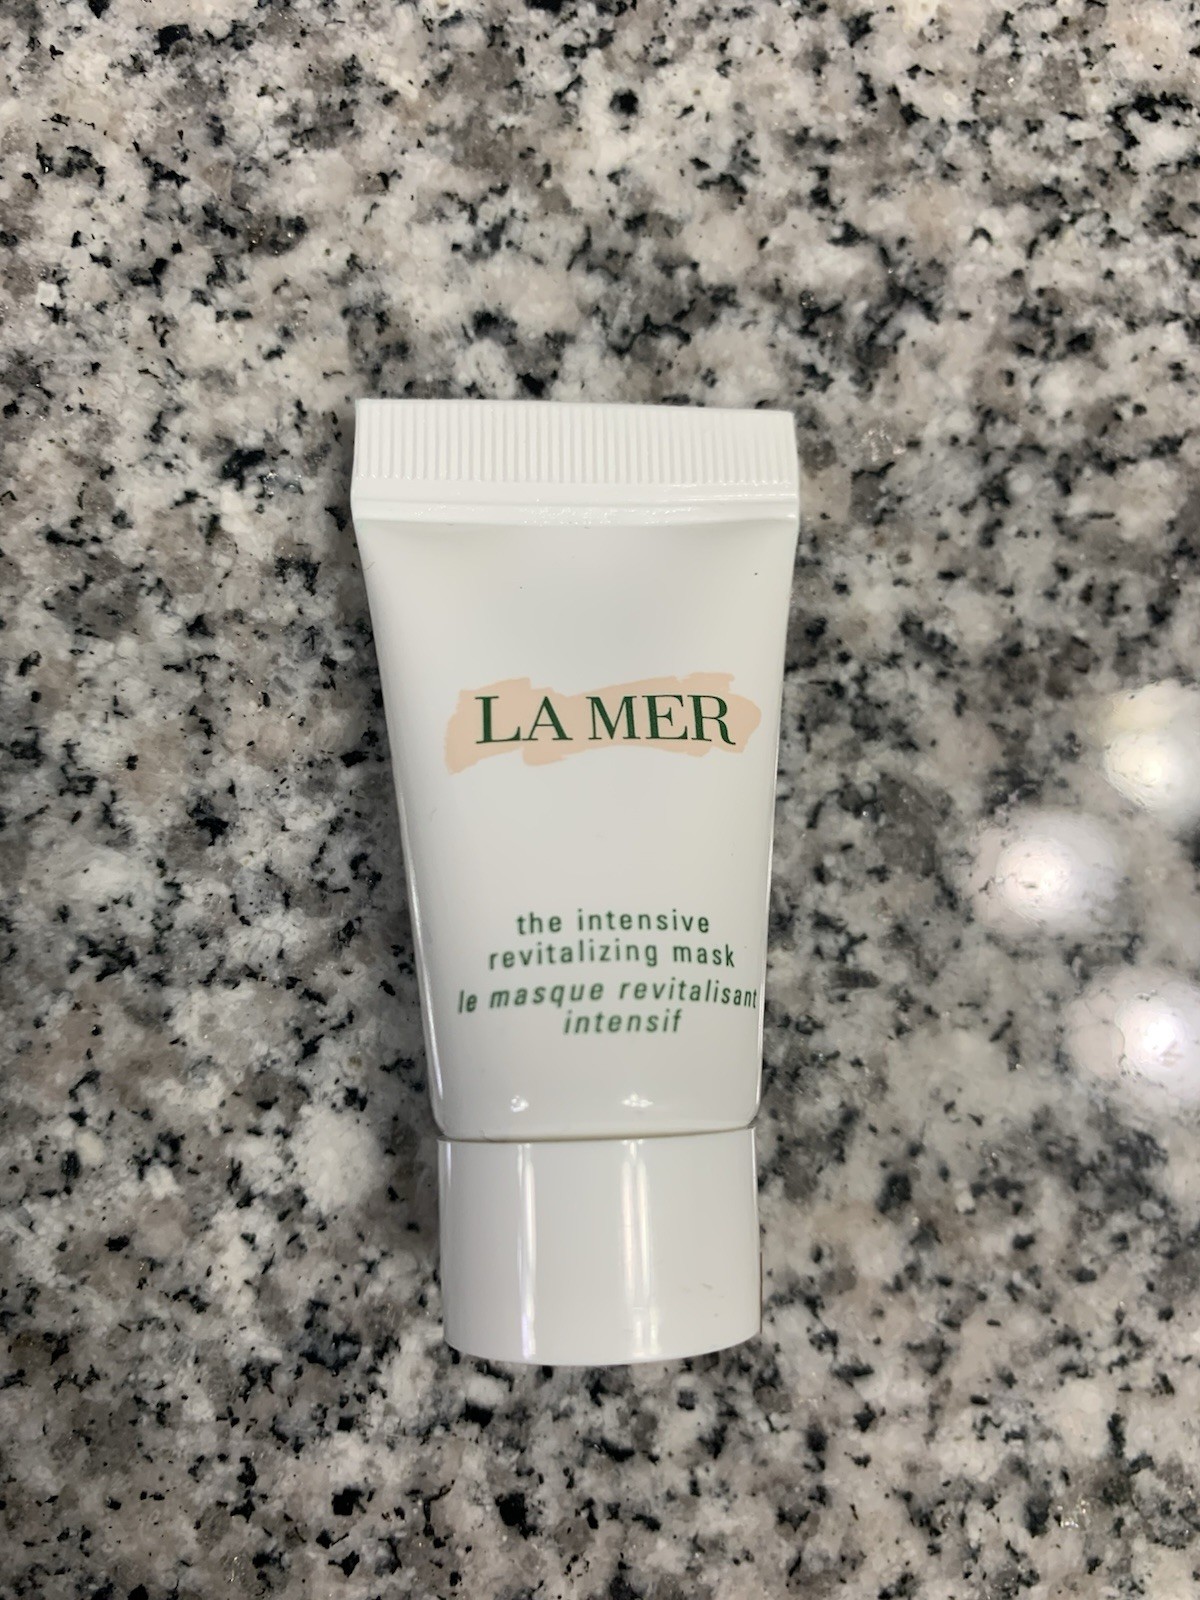 LA MER
the intensive
revitalizing mask
le masque revitalisant
intensif